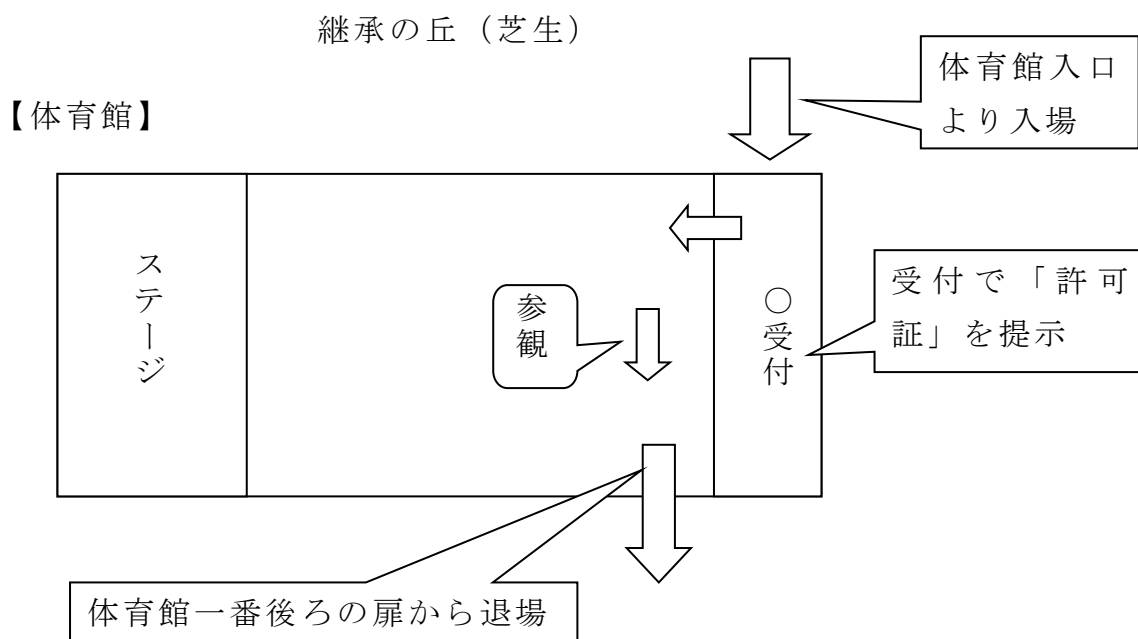 継承の丘（芝生）
体育館入口
より入場
【体育館】
ステージ
参観
○受付
受付で「許可
証」を提示
体育館一番後ろの扉から退場